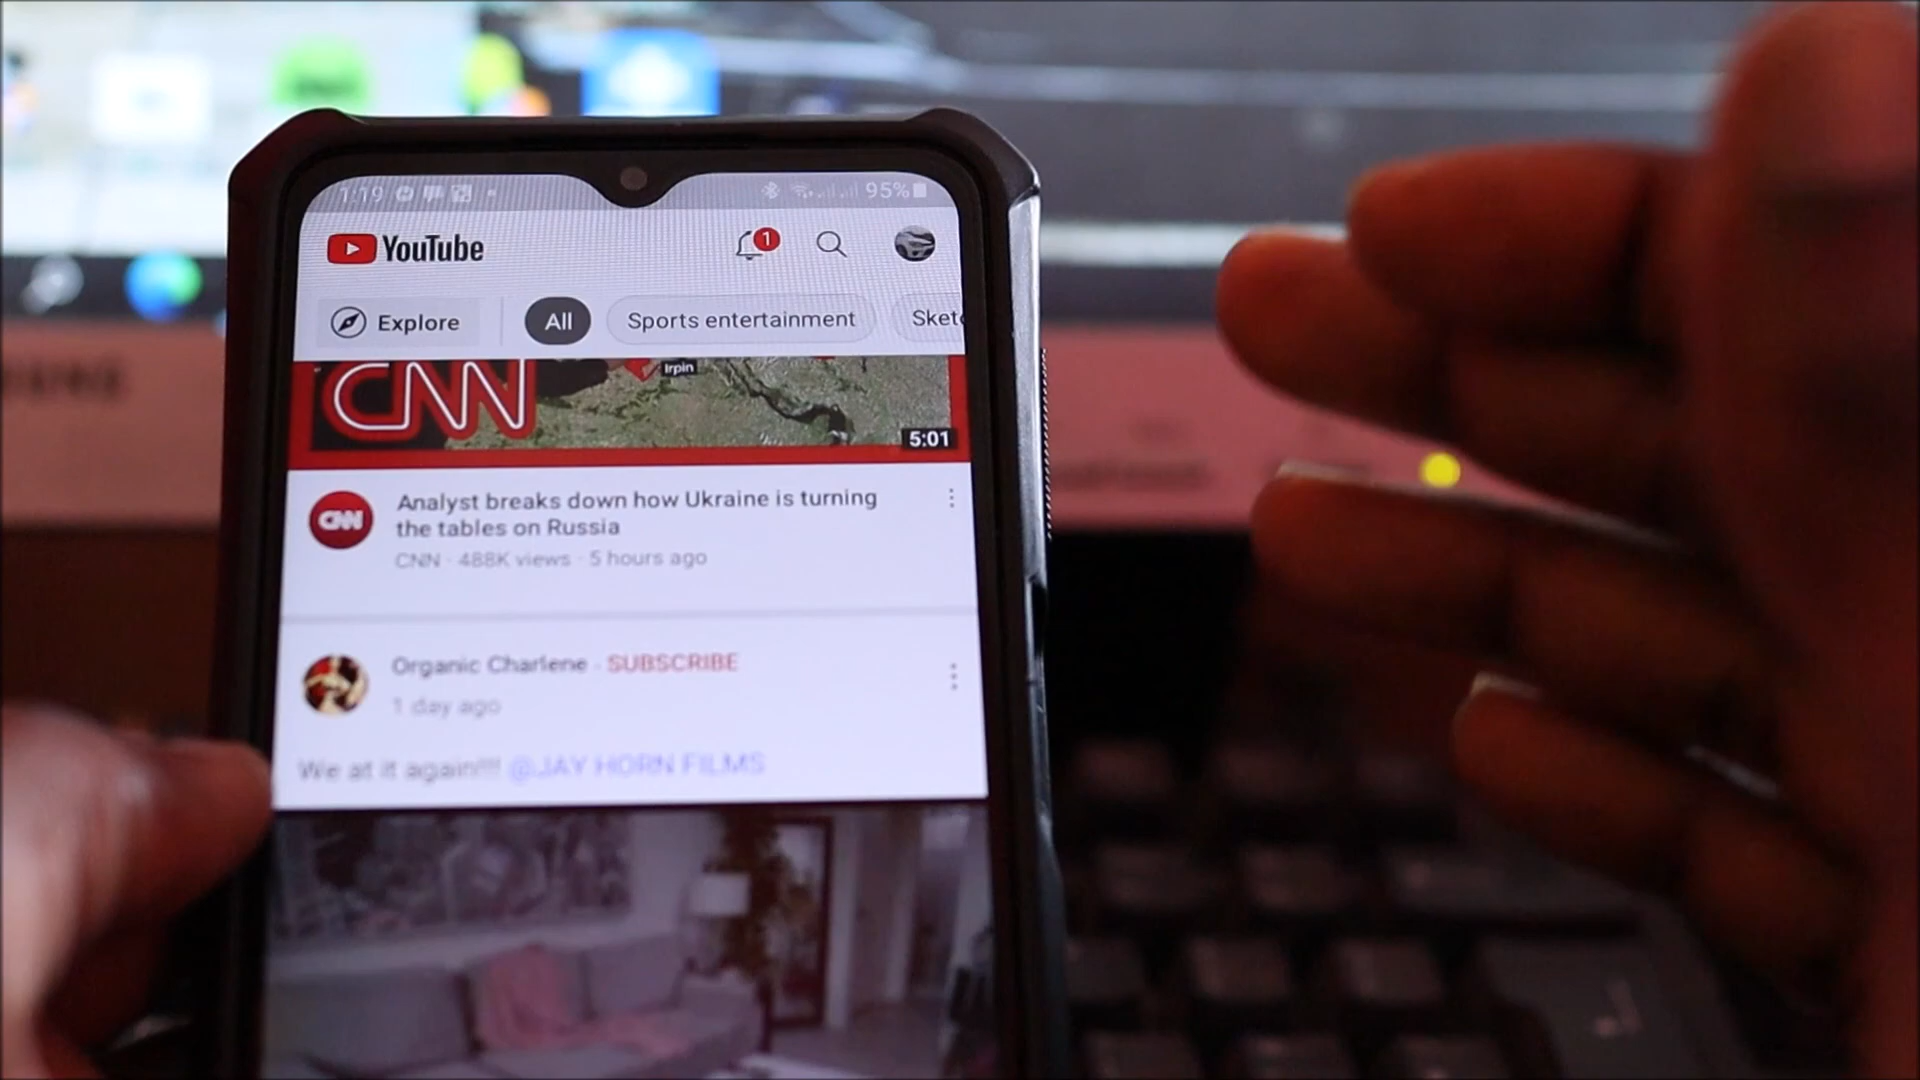 1:19
95%
YouTube
1
Explore
All
Sports entertainment
Sket
CNN
Irpin
5:01
CNN
Analyst breaks down how Ukraine is turning
the tables on Russia
CNN · 488K views · 5 hours ago
Organic Charlene · SUBSCRIBE
1 day ago
We at it again!!!! @JAY HORN FILMS